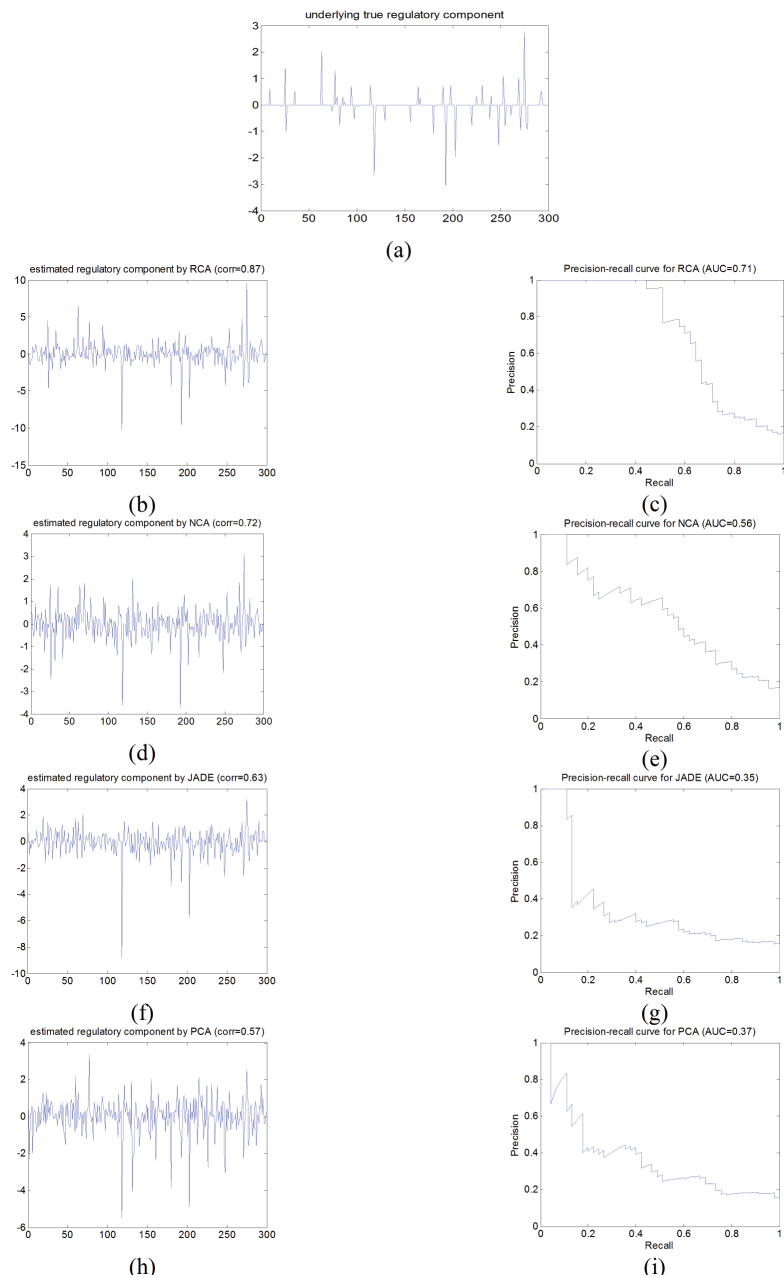 underlying true regulatory component
3
2
1
0
-1
-2
-3
-4
0 50 100 150 200 250 300
(a)
estimated regulatory component by RCA (corr=0.87)
10
5
0
-5
-10
-15
0 50 100 150 200 250 300
(b)
Precision-recall curve for RCA (AUC=0.71)
1
0.8
0.6
0.4
0.2
0 0.2 0.4 0.6 0.8 1
Precision
Recall
(c)
estimated regulatory component by NCA (corr=0.72)
4
3
2
1
0
-1
-2
-3
-4
0 50 100 150 200 250 300
(d)
Precision-recall curve for NCA (AUC=0.56)
1
0.8
0.6
0.4
0.2
0
0 0.2 0.4 0.6 0.8 1
Precision
Recall
(e)
estimated regulatory component by JADE (corr=0.63)
4
2
0
-2
-4
-6
-8
-10
0 50 100 150 200 250 300
(f)
Precision-recall curve for JADE (AUC=0.35)
1
0.8
0.6
0.4
0.2
0
0 0.2 0.4 0.6 0.8 1
Precision
Recall
(g)
estimated regulatory component by PCA (corr=0.57)
4
2
0
-2
-4
-6
0 50 100 150 200 250 300
(h)
Precision-recall curve for PCA (AUC=0.37)
1
0.8
0.6
0.4
0.2
0
0 0.2 0.4 0.6 0.8 1
Precision
Recall
(i)